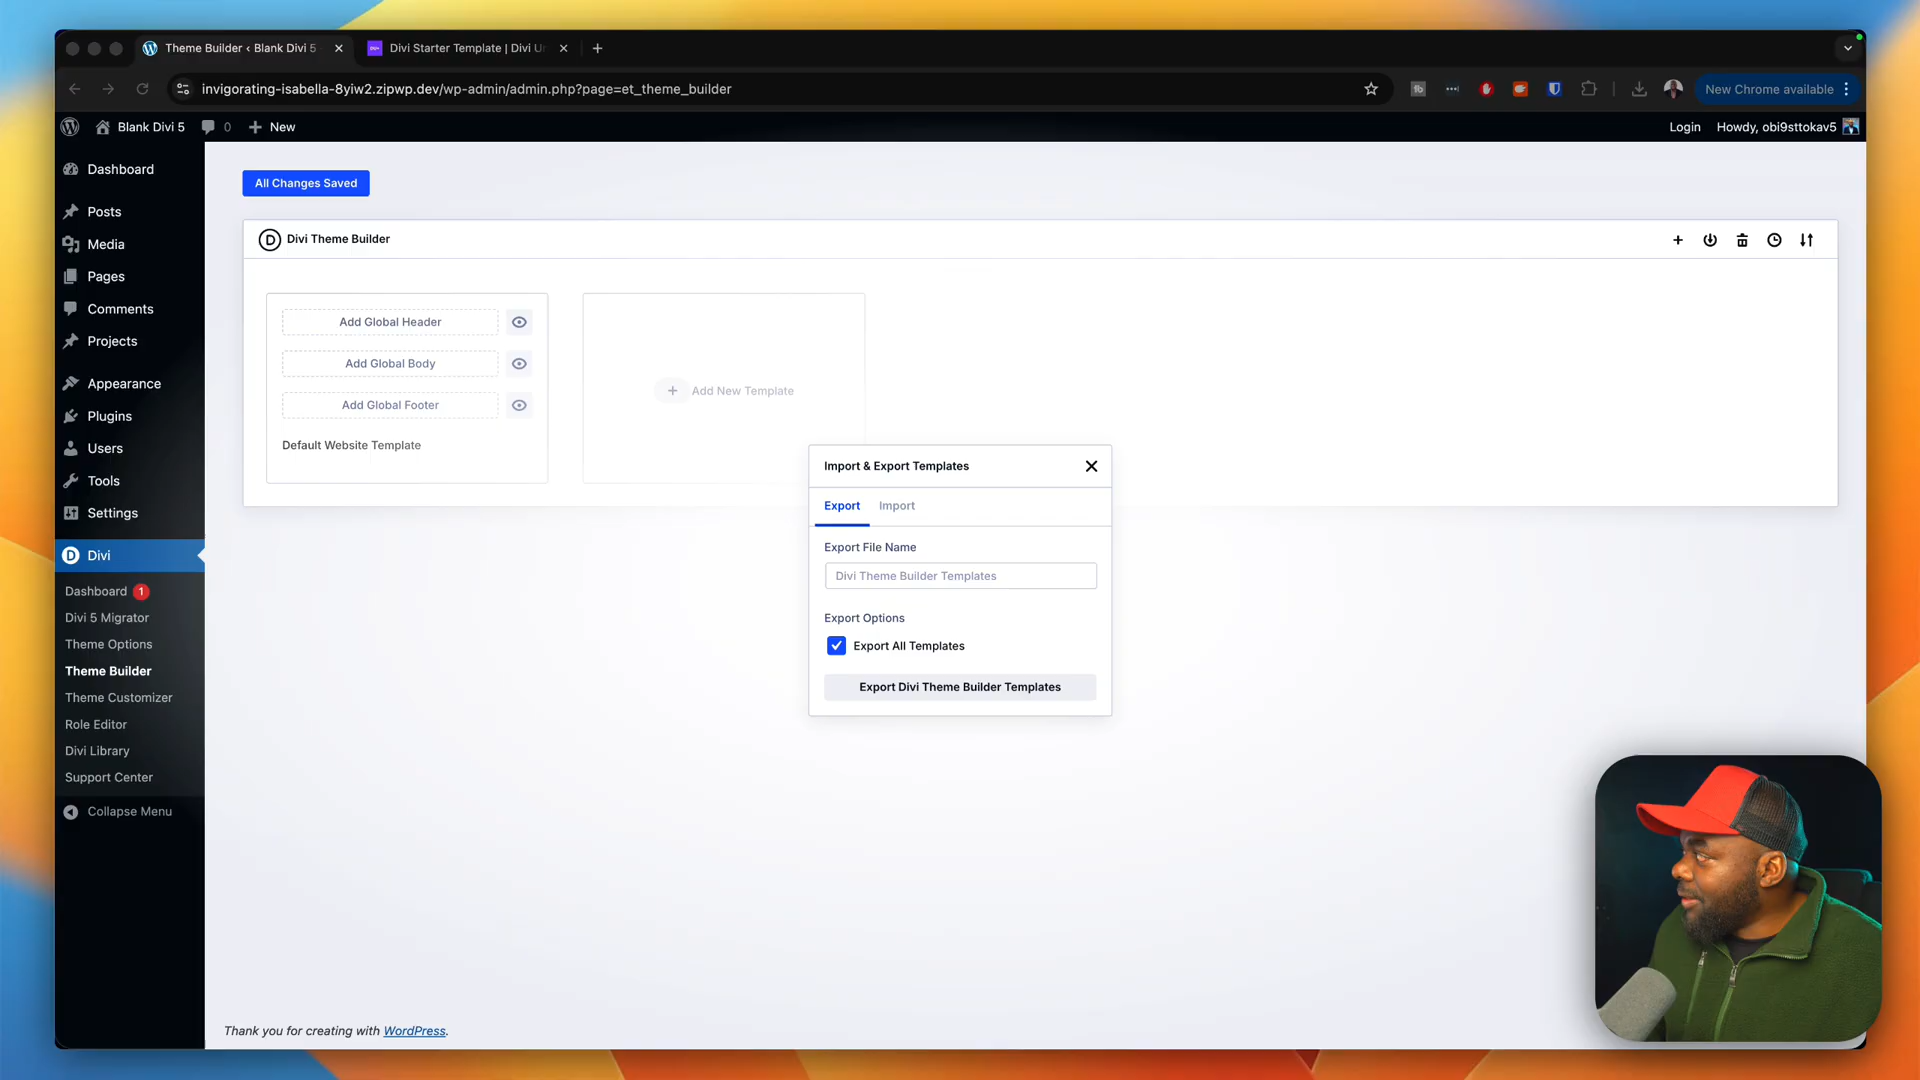 Theme Builder ‹ Blank Divi 5
Divi Starter Template | Divi Un
invigorating-isabella-8yiw2.zipwp.dev/wp-admin/admin.php?page=et_theme_builder
New Chrome available
Blank Divi 5
0
New
Login
Howdy, obi9sttokav5
Dashboard
Posts
Media
Pages
Comments
Projects
Appearance
Plugins
Users
Tools
Settings
Divi
Dashboard 1
Divi 5 Migrator
Theme Options
Theme Builder
Theme Customizer
Role Editor
Divi Library
Support Center
Collapse Menu
All Changes Saved
D Divi Theme Builder
Add Global Header
Add Global Body
Add Global Footer
Default Website Template
Add New Template
Import & Export Templates
Export Import
Export File Name
Divi Theme Builder Templates
Export Options
Export All Templates
Export Divi Theme Builder Templates
Thank you for creating with WordPress.